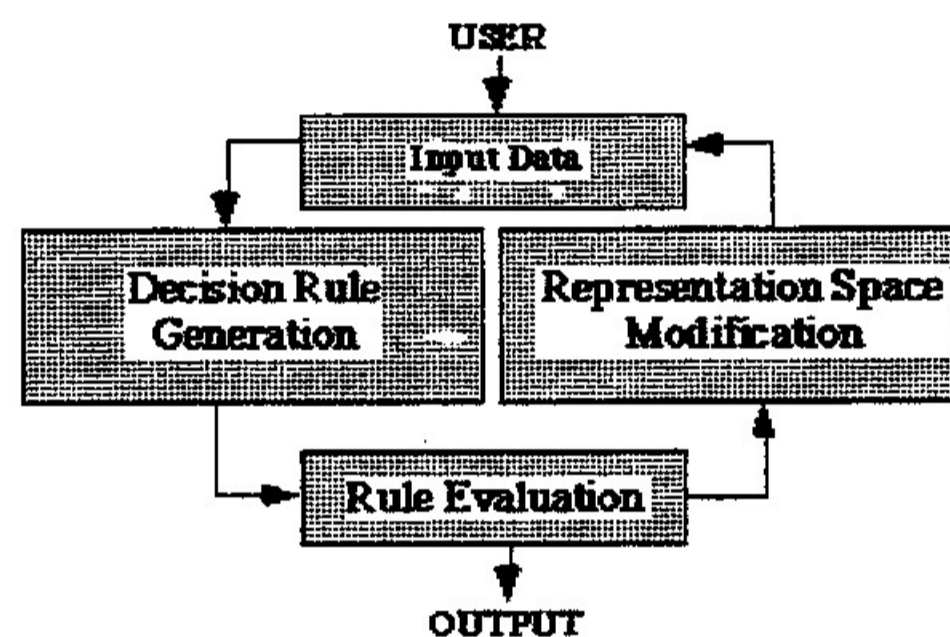 USER
Input Data
Decision Rule
Generation
Representation Space
Modification
Rule Evaluation
OUTPUT